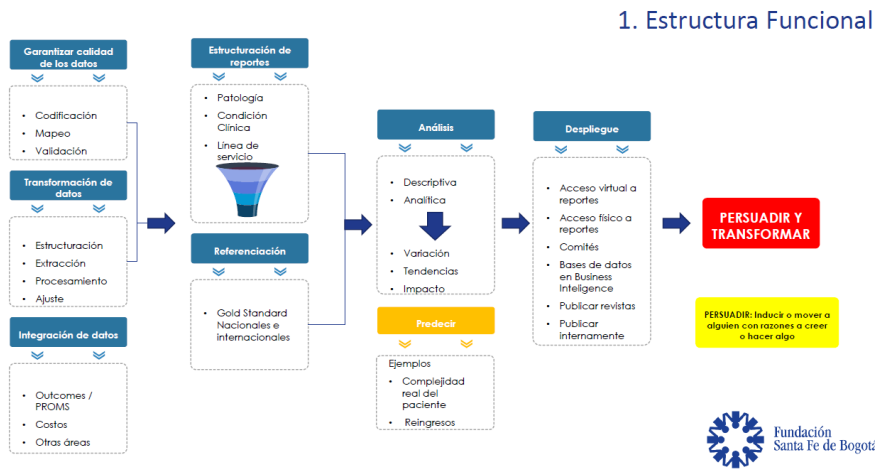 1. Estructura Funcional
Garantizar calidad
de los datos
• Codificación
• Mapeo
• Validación
Transformación de
datos
• Estructuración
• Extracción
• Procesamiento
• Ajuste
Integración de datos
• Outcomes /
PROMS
• Costos
• Otras áreas
Estructuración de
reportes
• Patología
• Condición
Clínica
• Línea de
servicio
Referenciación
• Gold Standard
Nacionales e
internacionales
Análisis
• Descriptiva
• Analítica
• Variación
• Tendencias
• Impacto
Predecir
Ejemplos
• Complejidad
real del
paciente
• Reingresos
Despliegue
• Acceso virtual a
reportes
• Acceso físico a
reportes
• Comités
• Bases de datos
en Business
Inteligence
• Publicar revistas
• Publicar
internamente
PERSUADIR Y
TRANSFORMAR
PERSUADIR: Inducir o mover a
alguien con razones a creer
o hacer algo
Fundación
Santa Fe de Bogotá